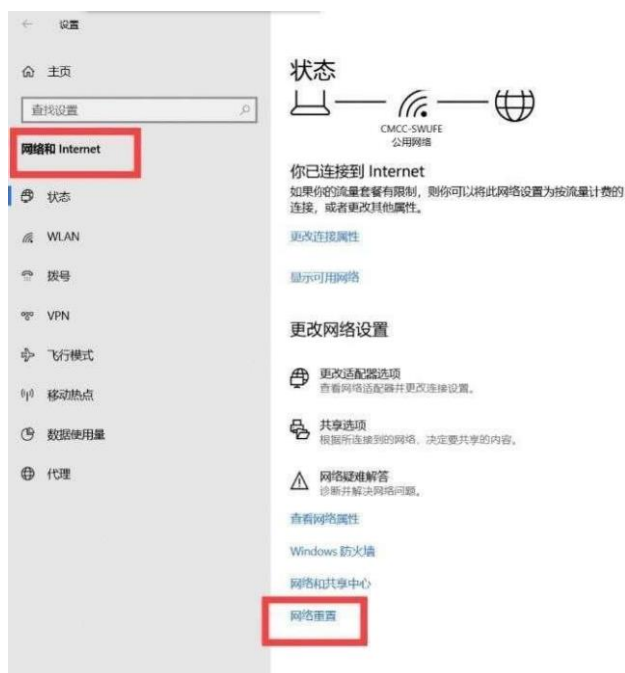 设置
主页
查找设置
网络和 Internet
状态
WLAN
拨号
VPN
飞行模式
移动热点
数据使用量
代理
状态
CMCC-SWUFE
公用网络
你已连接到 Internet
如果你的流量套餐有限制，则你可以将此网络设置为按流量计费的
连接，或者更改其他属性。
更改连接属性
显示可用网络
更改网络设置
更改适配器选项
查看网络适配器并更改连接设置。
共享选项
根据所连接到的网络，决定要共享的内容。
网络疑难解答
诊断并解决网络问题。
查看网络属性
Windows 防火墙
网络和共享中心
网络重置